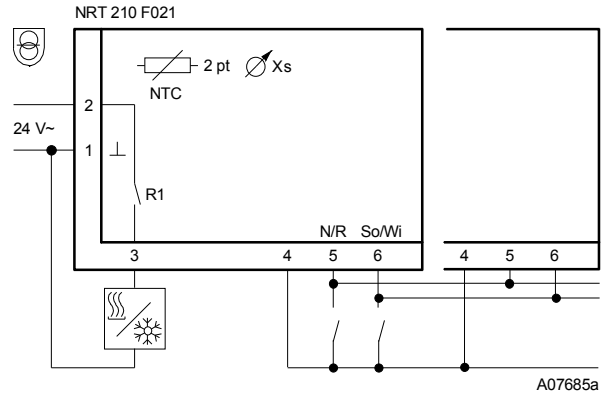 NRT 210 F021
2 pt Xs
NTC
2
24 V~
1
R1
N/R So/Wi
3 4 5 6 4 5 6
A07685a